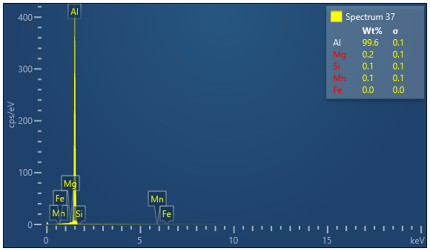 Spectrum 37
Wt% σ
Al 99.6 0.1
Mg 0.2 0.1
Si 0.1 0.1
Mn 0.1 0.1
Fe 0.0 0.0
400
300
200
100
0
cps/eV
Al
Mg
Fe
Mn
Si
Mn
Fe
0 5 10 15 keV